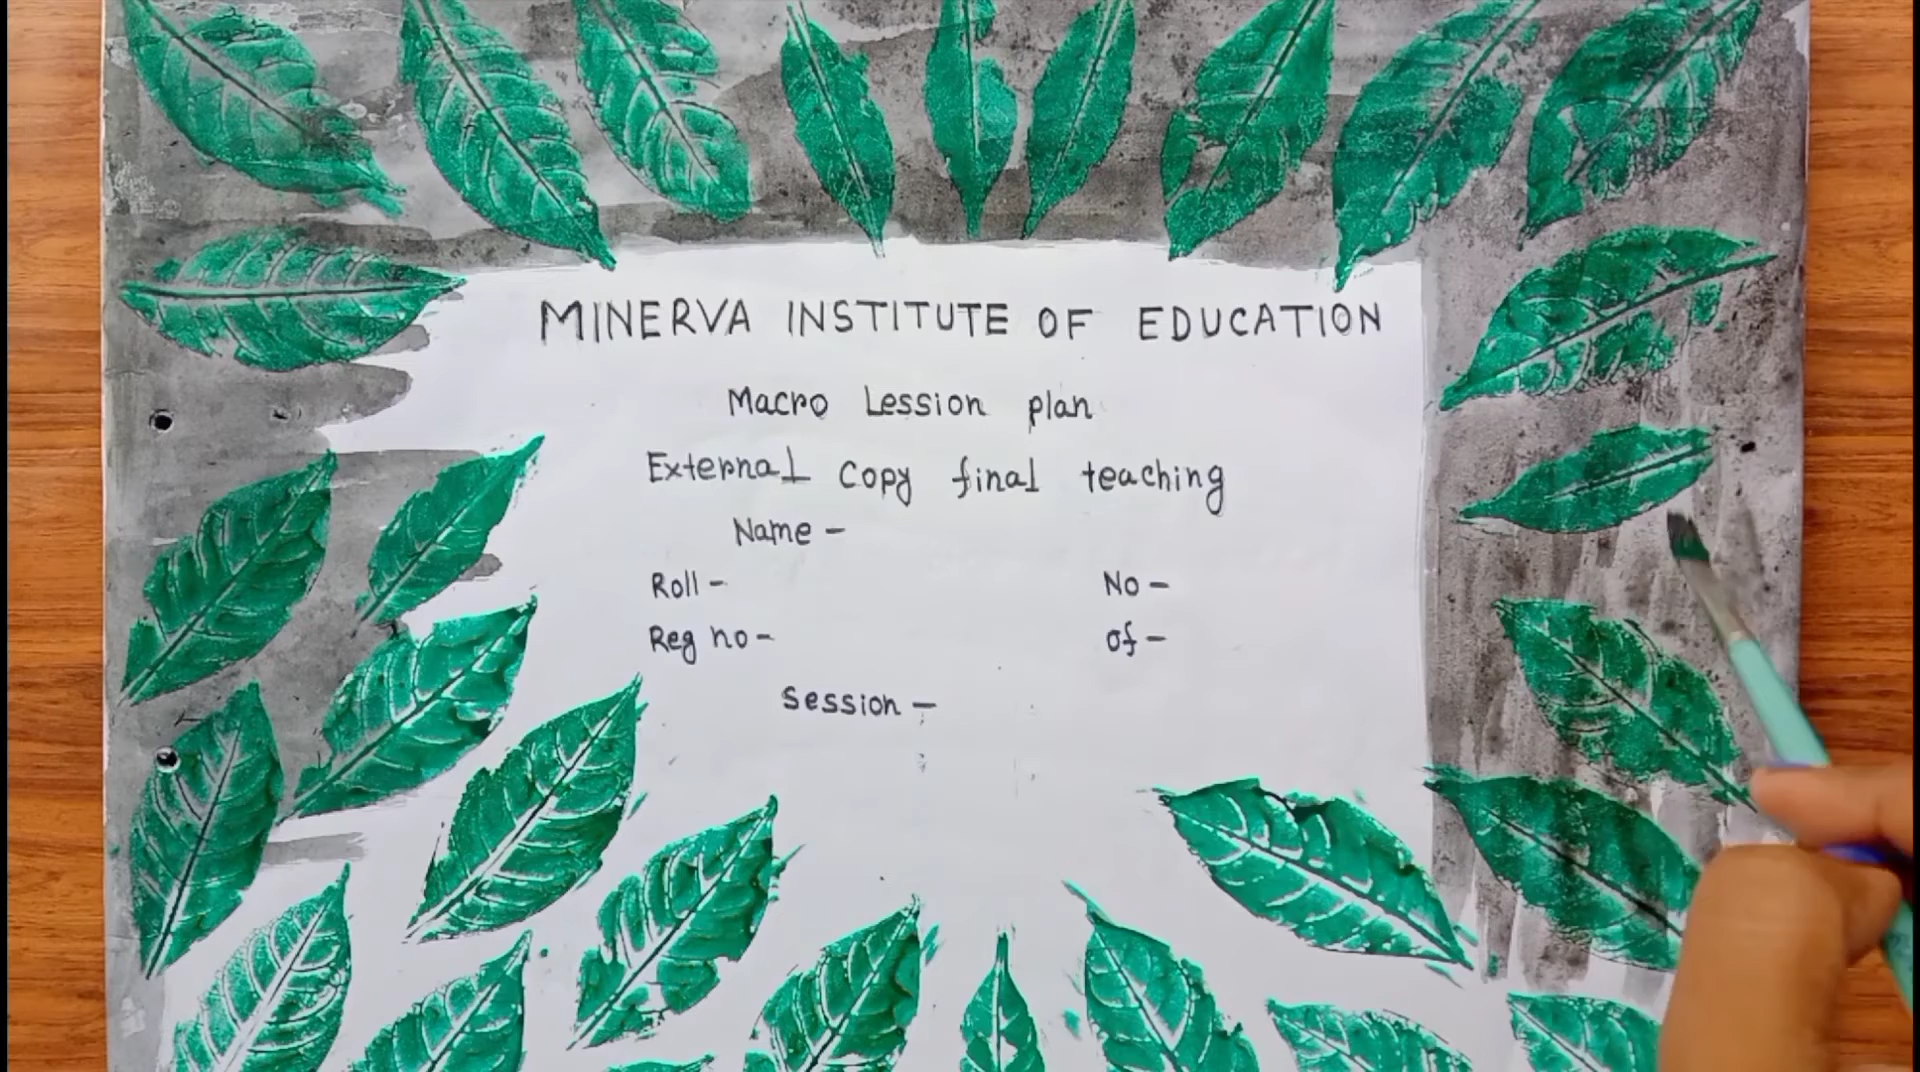 MINERVA INSTITUTE OF EDUCATION
Macro Lession plan
External Copy final teaching
Name -
Roll - No -
Reg no - of -
Session -